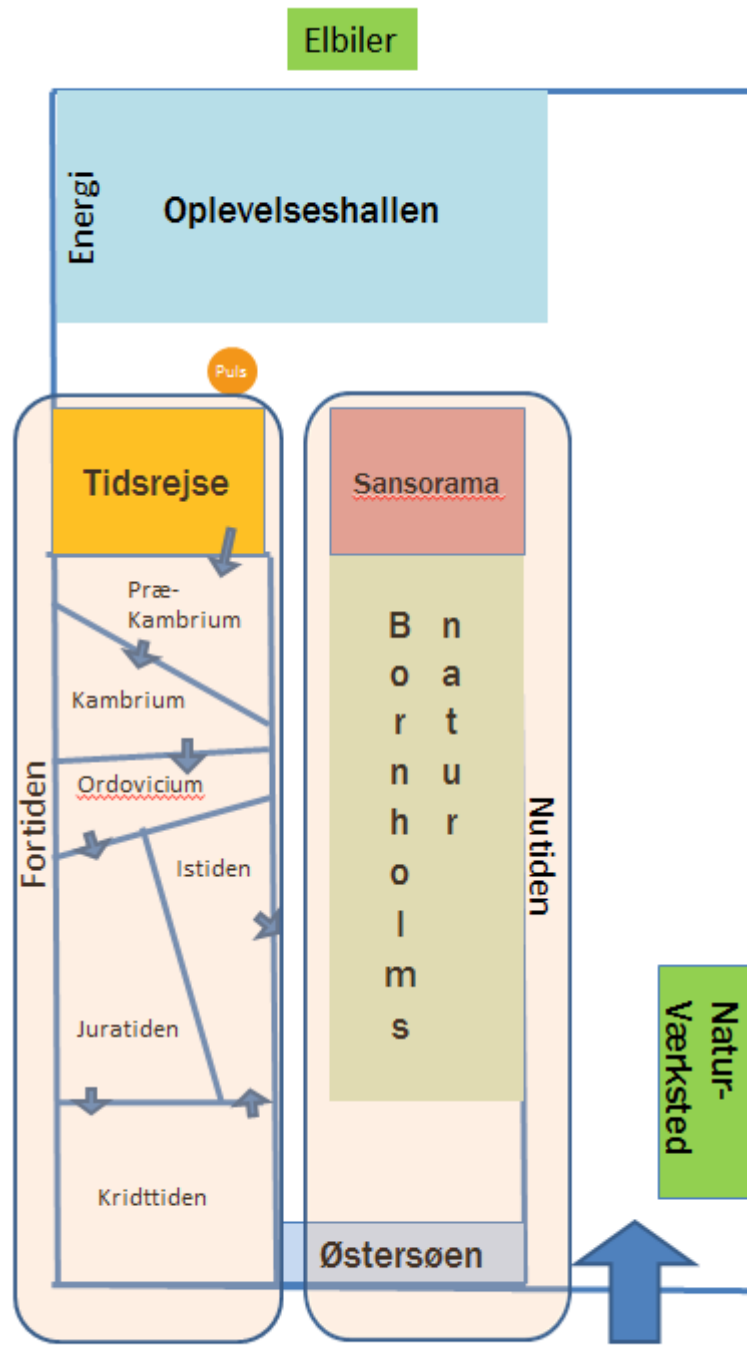 Elbiler
Energi
Oplevelseshallen
Puls
Tidsrejse
Sansorama
Præ-
Kambrium
Kambrium
Ordovicium
Istiden
Juratiden
Kridttiden
Fortiden
Bornholms
natur
Nutiden
Østersøen
Natur-
Værksted